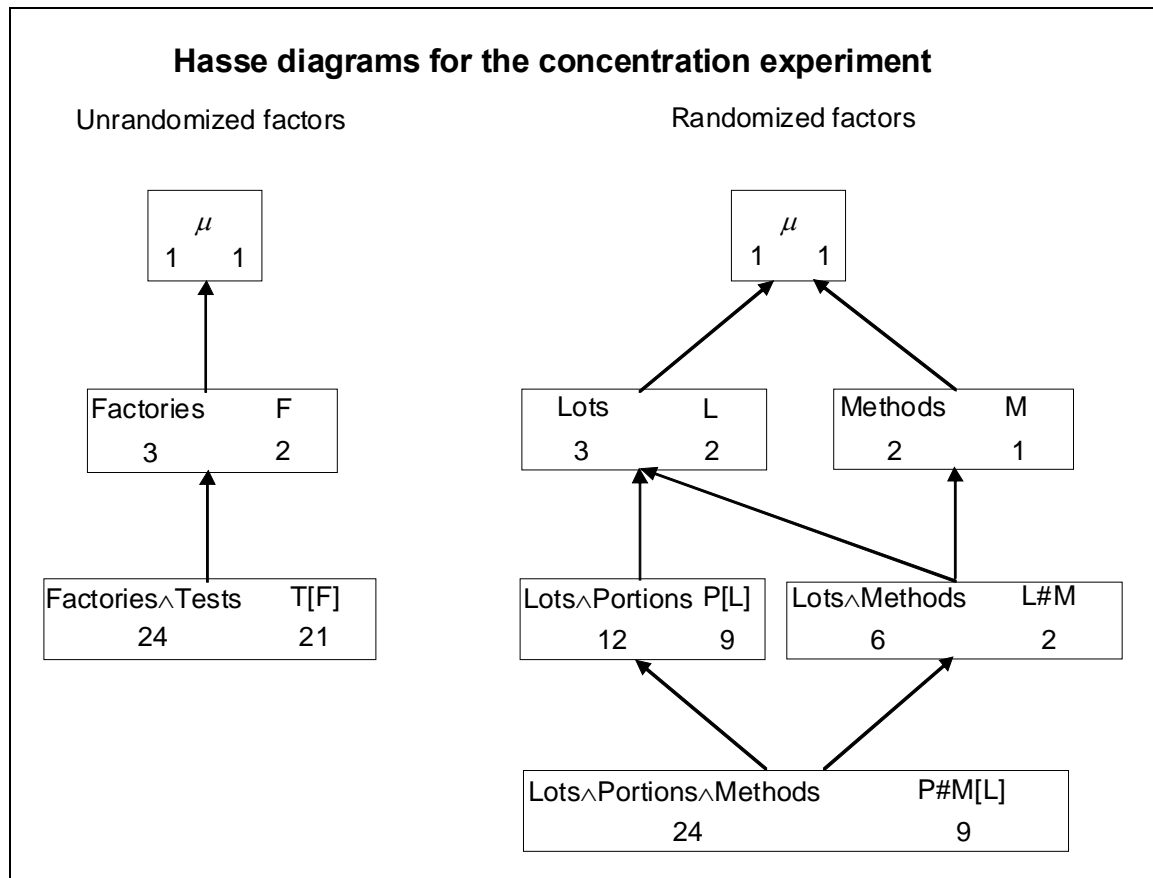 Hasse diagrams for the concentration experiment
Unrandomized factors
μ
1 1
Factories F
3 2
Factories∧Tests T[F]
24 21
Randomized factors
μ
1 1
Lots L
3 2
Methods M
2 1
Lots∧Portions P[L]
12 9
Lots∧Methods L#M
6 2
Lots∧Portions∧Methods P#M[L]
24 9